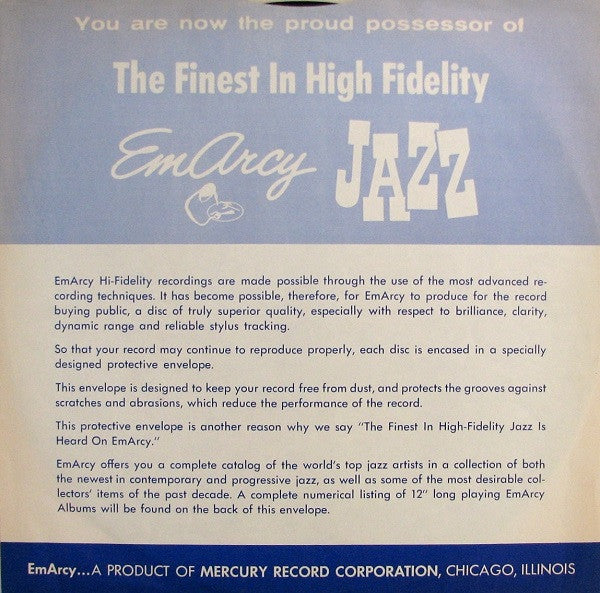 You are now the proud possessor of
The Finest In High Fidelity
EmArcy JAZZ
EmArcy Hi-Fidelity recordings are made possible through the use of the most advanced re-
cording techniques. It has become possible, therefore, for EmArcy to produce for the record
buying public, a disc of truly superior quality, especially with respect to brilliance, clarity,
dynamic range and reliable stylus tracking.
So that your record may continue to reproduce properly, each disc is encased in a specially
designed protective envelope.
This envelope is designed to keep your record free from dust, and protects the grooves against
scratches and abrasions, which reduce the performance of the record.
This protective envelope is another reason why we say "The Finest In High-Fidelity Jazz Is
Heard On EmArcy."
EmArcy offers you a complete catalog of the world's top jazz artists in a collection of both
the newest in contemporary and progressive jazz, as well as some of the most desirable col-
lectors' items of the past decade. A complete numerical listing of 12" long playing EmArcy
Albums will be found on the back of this envelope.
EmArcy...A PRODUCT OF MERCURY RECORD CORPORATION, CHICAGO, ILLINOIS